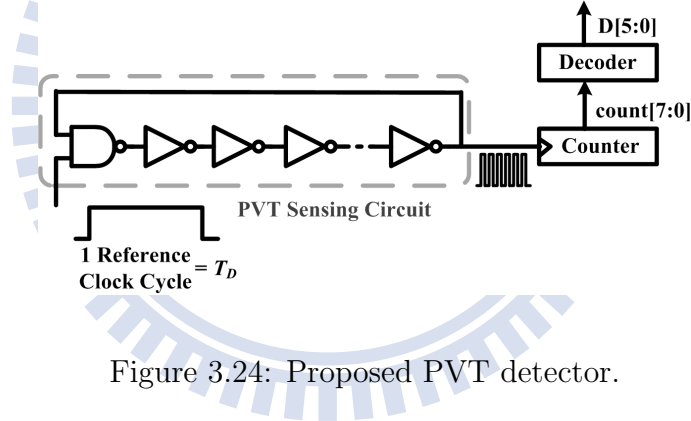 D[5:0]
Decoder
count[7:0]
Counter
PVT Sensing Circuit
1 Reference
Clock Cycle = T_D
Figure 3.24: Proposed PVT detector.